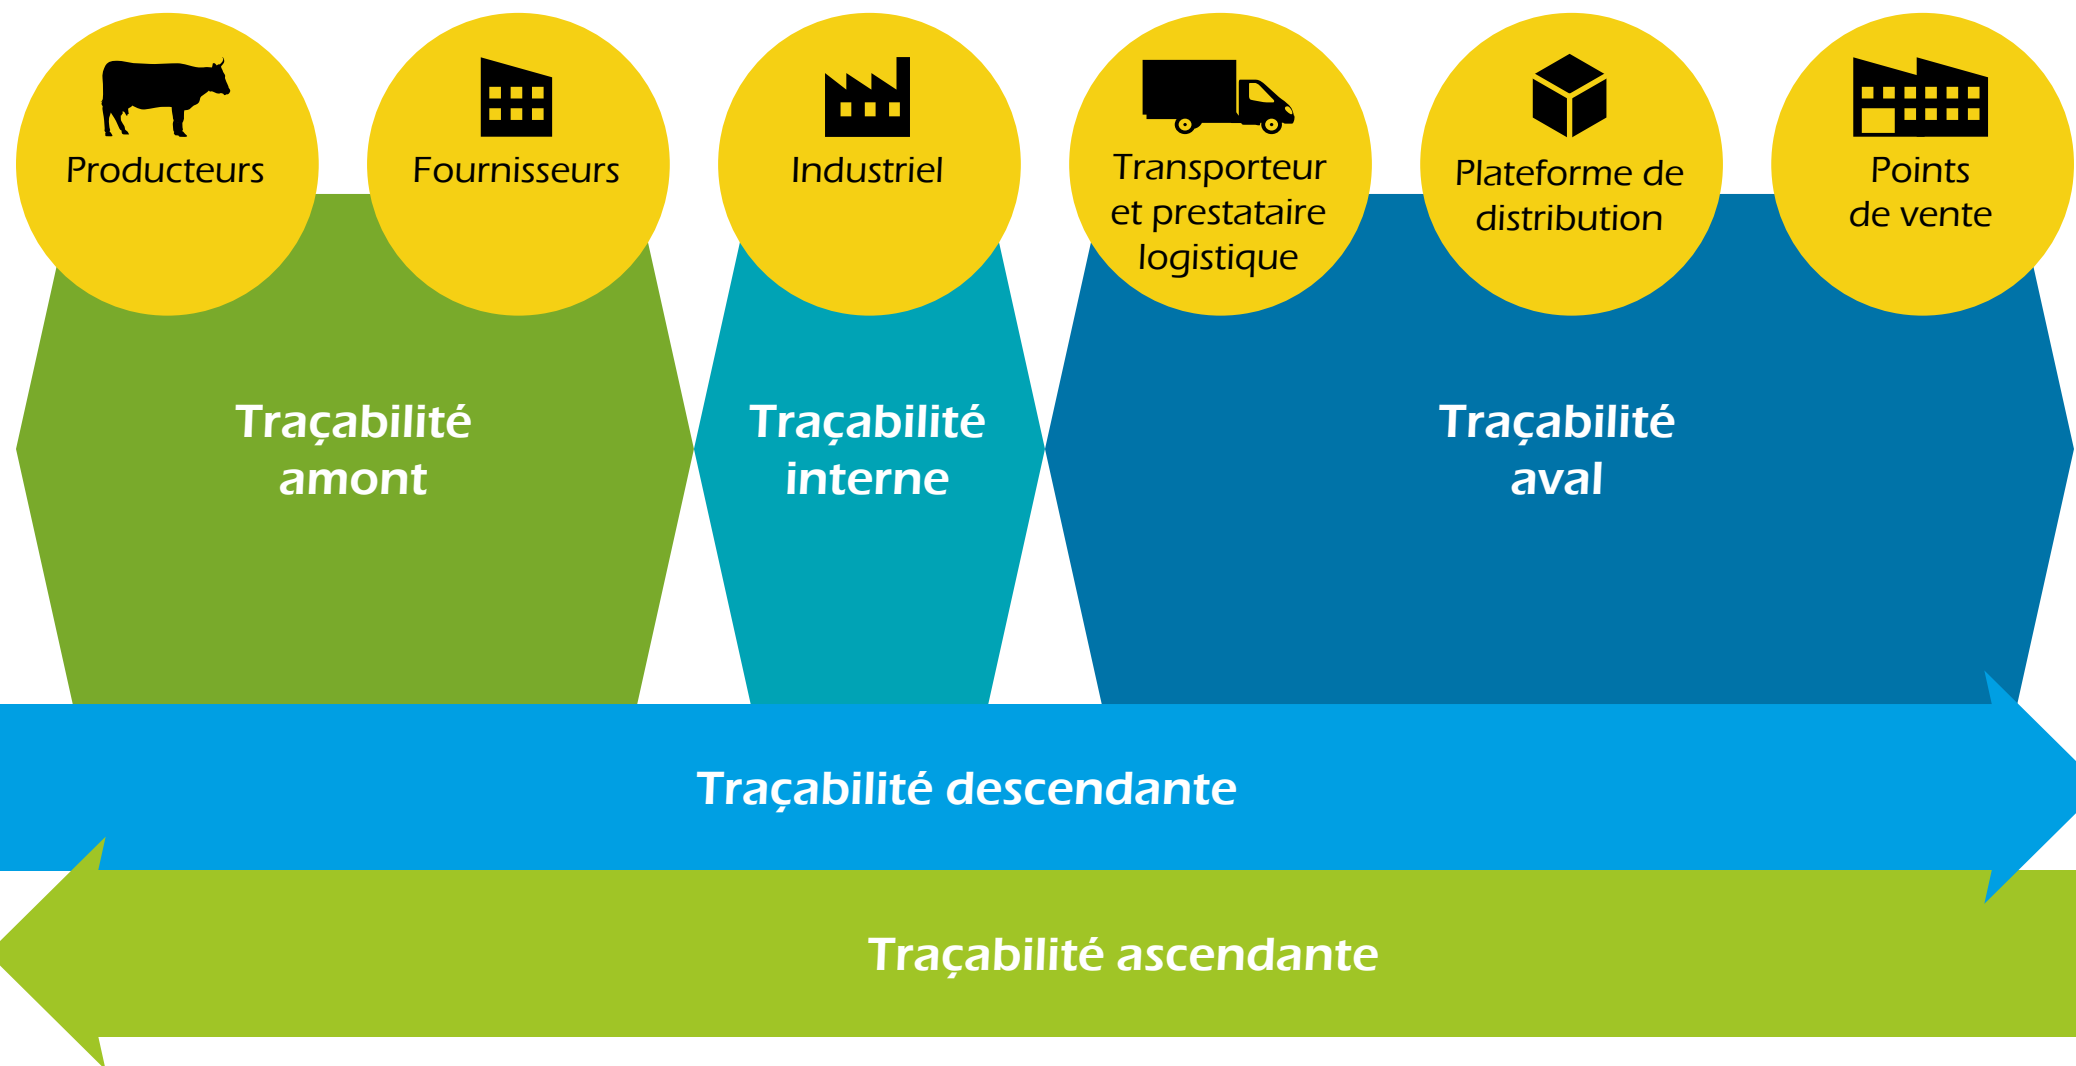 Producteurs
Fournisseurs
Industriel
Transporteur
et prestataire
logistique
Plateforme de
distribution
Points
de vente
Traçabilité
amont
Traçabilité
interne
Traçabilité
aval
Traçabilité descendante
Traçabilité ascendante